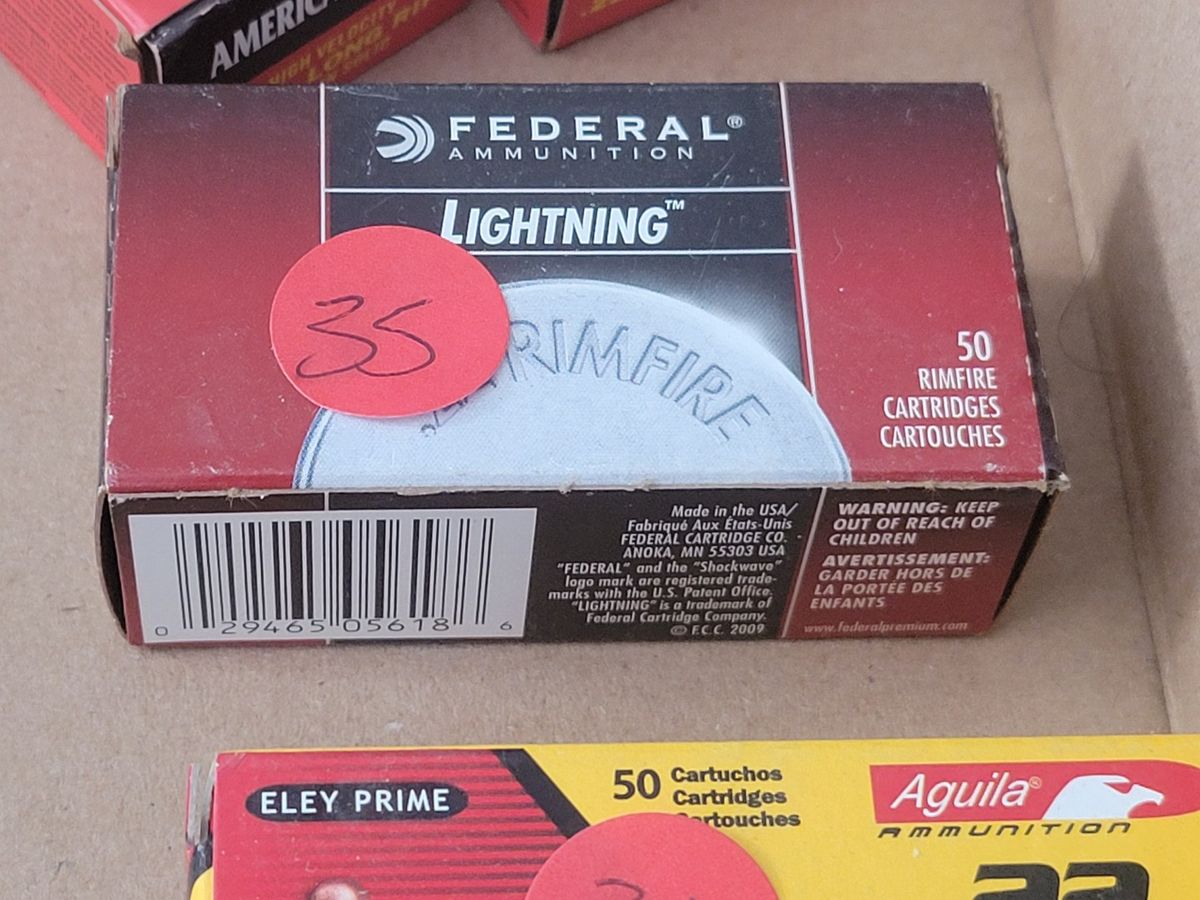 AMERIC
HIGH VELOCITY
LONG RIF
FEDERAL®
AMMUNITION
LIGHTNING™
35
RIMFIRE
50
RIMFIRE
CARTRIDGES
CARTOUCHES
0 29465 05618 6
Made in the USA/
Fabriqué Aux États-Unis
FEDERAL CARTRIDGE CO.
ANOKA, MN 55303 USA
"FEDERAL" and the "Shockwave"
logo mark are registered trade-
marks with the U.S. Patent Office.
"LIGHTNING" is a trademark of
Federal Cartridge Company.
© F.C.C. 2009
WARNING: KEEP
OUT OF REACH OF
CHILDREN
AVERTISSEMENT:
GARDER HORS DE
LA PORTÉE DES
ENFANTS
www.federalpremium.com
ELEY PRIME
50 Cartuchos
Cartridges
artouches
Aguila®
AMMUNITION
22